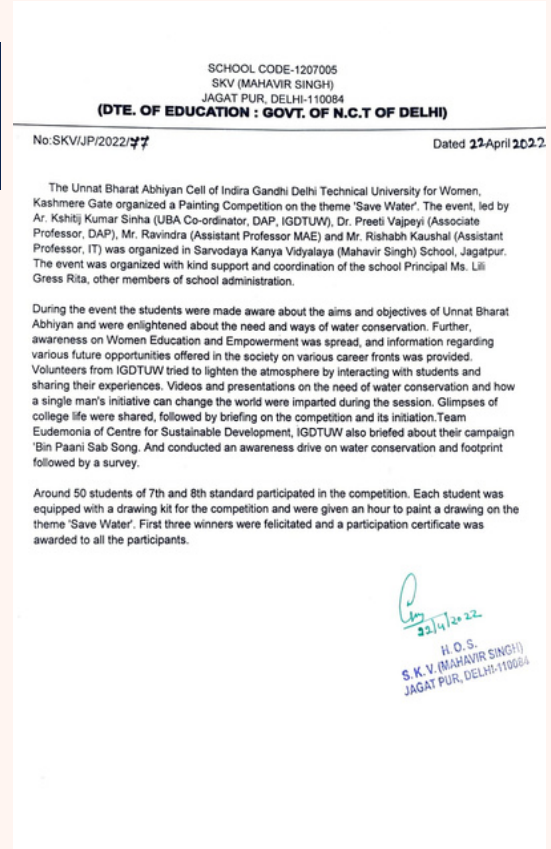 SCHOOL CODE-1207005
SKV (MAHAVIR SINGH)
JAGAT PUR, DELHI-110084
(DTE. OF EDUCATION : GOVT. OF N.C.T OF DELHI)
No:SKV/JP/2022/77
Dated 22 April 2022
The Unnat Bharat Abhiyan Cell of Indira Gandhi Delhi Technical University for Women,
Kashmere Gate organized a Painting Competition on the theme 'Save Water'. The event, led by
Ar. Kshitij Kumar Sinha (UBA Co-ordinator, DAP, IGDTUW), Dr. Preeti Vajpeyi (Associate
Professor, DAP), Mr. Ravindra (Assistant Professor MAE) and Mr. Rishabh Kaushal (Assistant
Professor, IT) was organized in Sarvodaya Kanya Vidyalaya (Mahavir Singh) School, Jagatpur.
The event was organized with kind support and coordination of the school Principal Ms. Lili
Gress Rita, other members of school administration.
During the event the students were made aware about the aims and objectives of Unnat Bharat
Abhiyan and were enlightened about the need and ways of water conservation. Further,
awareness on Women Education and Empowerment was spread, and information regarding
various future opportunities offered in the society on various career fronts was provided.
Volunteers from IGDTUW tried to lighten the atmosphere by interacting with students and
sharing their experiences. Videos and presentations on the need of water conservation and how
a single man's initiative can change the world were imparted during the session. Glimpses of
college life were shared, followed by briefing on the competition and its initiation.Team
Eudemonia of Centre for Sustainable Development, IGDTUW also briefed about their campaign
'Bin Paani Sab Song. And conducted an awareness drive on water conservation and footprint
followed by a survey.
Around 50 students of 7th and 8th standard participated in the competition. Each student was
equipped with a drawing kit for the competition and were given an hour to paint a drawing on the
theme 'Save Water'. First three winners were felicitated and a participation certificate was
awarded to all the participants.
22/4/2022
H.O.S.
S.K.V. (MAHAVIR SINGH)
JAGAT PUR, DELHI-110084